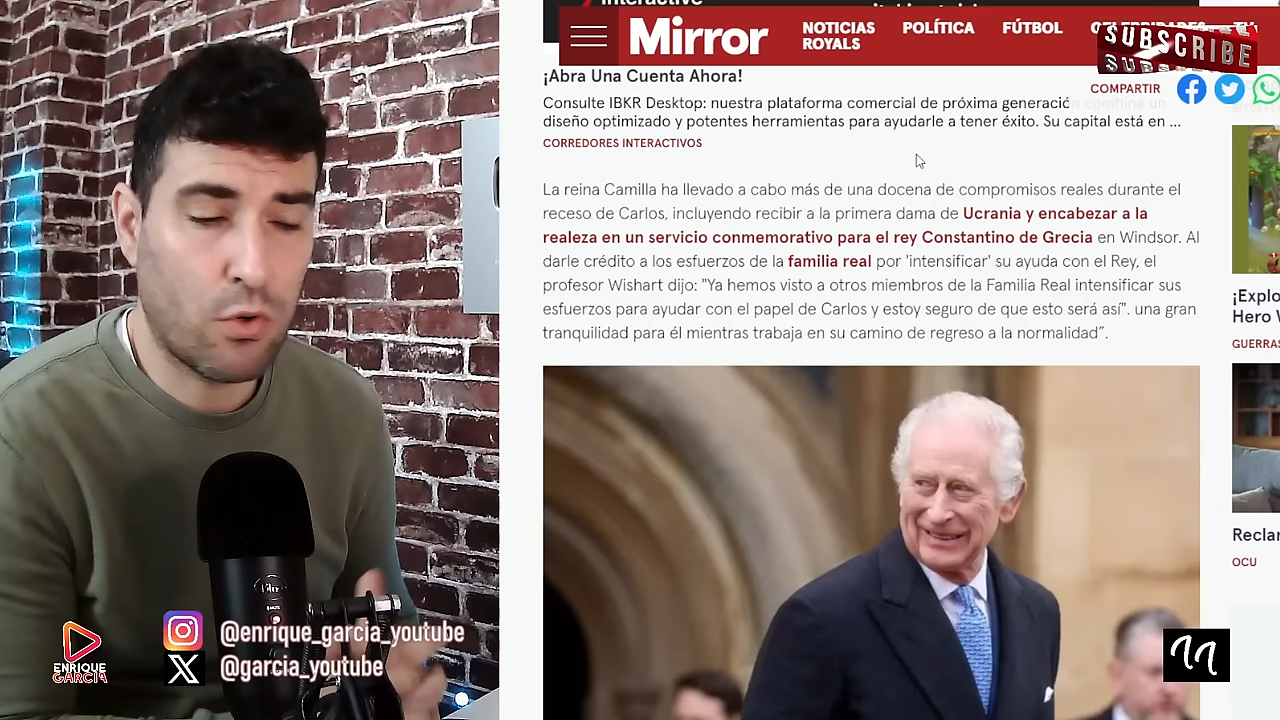 Interactive
Mirror
NOTICIAS
ROYALS
POLÍTICA
FÚTBOL
CELEBRIDADES
TV
SUBSCRIBE
¡Abra Una Cuenta Ahora!
COMPARTIR
Consulte IBKR Desktop: nuestra plataforma comercial de próxima generació
diseño optimizado y potentes herramientas para ayudarle a tener éxito. Su capital está en ...
CORREDORES INTERACTIVOS
La reina Camilla ha llevado a cabo más de una docena de compromisos reales durante el
receso de Carlos, incluyendo recibir a la primera dama de Ucrania y encabezar a la
realeza en un servicio conmemorativo para el rey Constantino de Grecia en Windsor. Al
darle crédito a los esfuerzos de la familia real por 'intensificar' su ayuda con el Rey, el
profesor Wishart dijo: "Ya hemos visto a otros miembros de la Familia Real intensificar sus
esfuerzos para ayudar con el papel de Carlos y estoy seguro de que esto será así". una gran
tranquilidad para él mientras trabaja en su camino de regreso a la normalidad”.
¡Explo
Hero W
GUERRAS
Reclar
OCU
@enrique_garcia_youtube
@garcia_youtube
ENRIQUE
GARCIA